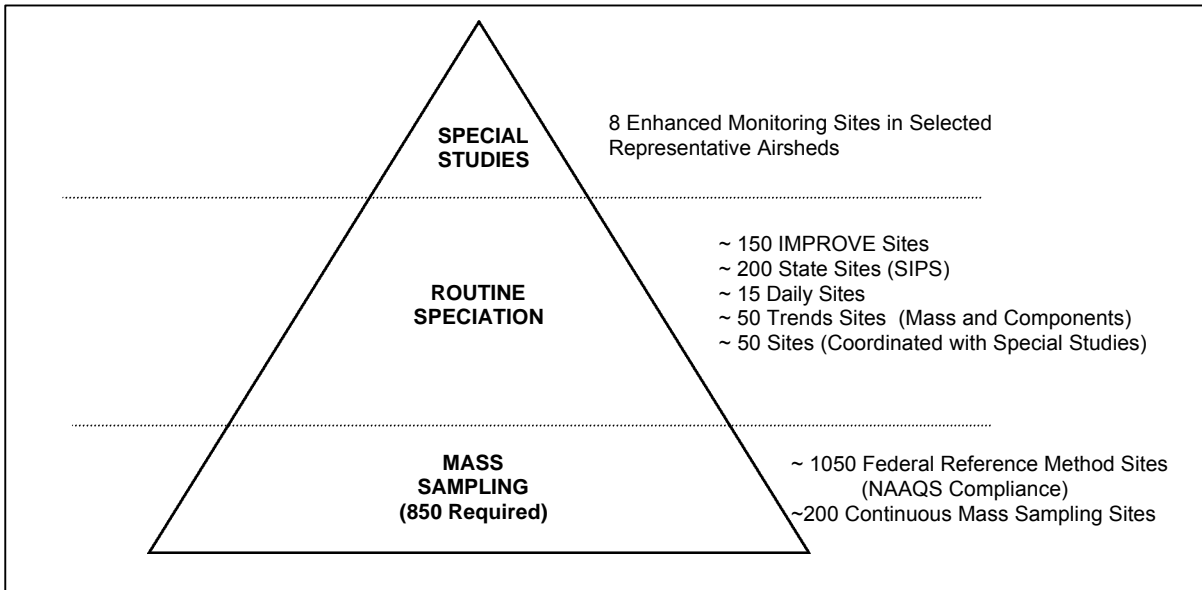 SPECIAL
STUDIES
8 Enhanced Monitoring Sites in Selected
Representative Airsheds
ROUTINE
SPECIATION
~ 150 IMPROVE Sites
~ 200 State Sites (SIPS)
~ 15 Daily Sites
~ 50 Trends Sites (Mass and Components)
~ 50 Sites (Coordinated with Special Studies)
MASS
SAMPLING
(850 Required)
~ 1050 Federal Reference Method Sites
(NAAQS Compliance)
~200 Continuous Mass Sampling Sites